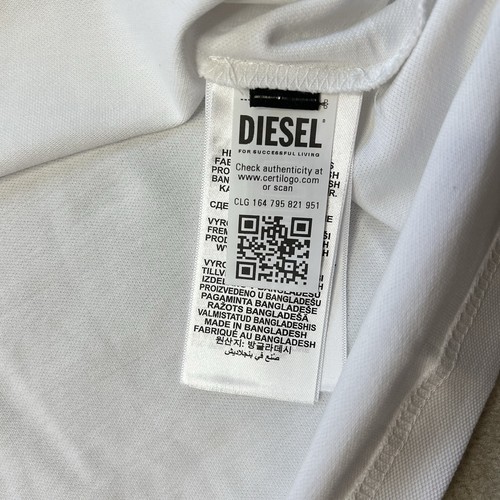 DIESEL
FOR SUCCESSFUL LIVING
Check authenticity at
www.certilogo.com
or scan
CLG 164 795 821 951
BANGLADEŠU
PROIZVEDENO U BANGLADEŠU
PAGAMINTA BANGLADEŠE
RAŽOTS BANGLADEŠĀ
VALMISTATUD BANGLADESHIS
MADE IN BANGLADESH
FABRIQUÉ AU BANGLADESH
원산지: 방글라데시
صنع في بنجلاديش